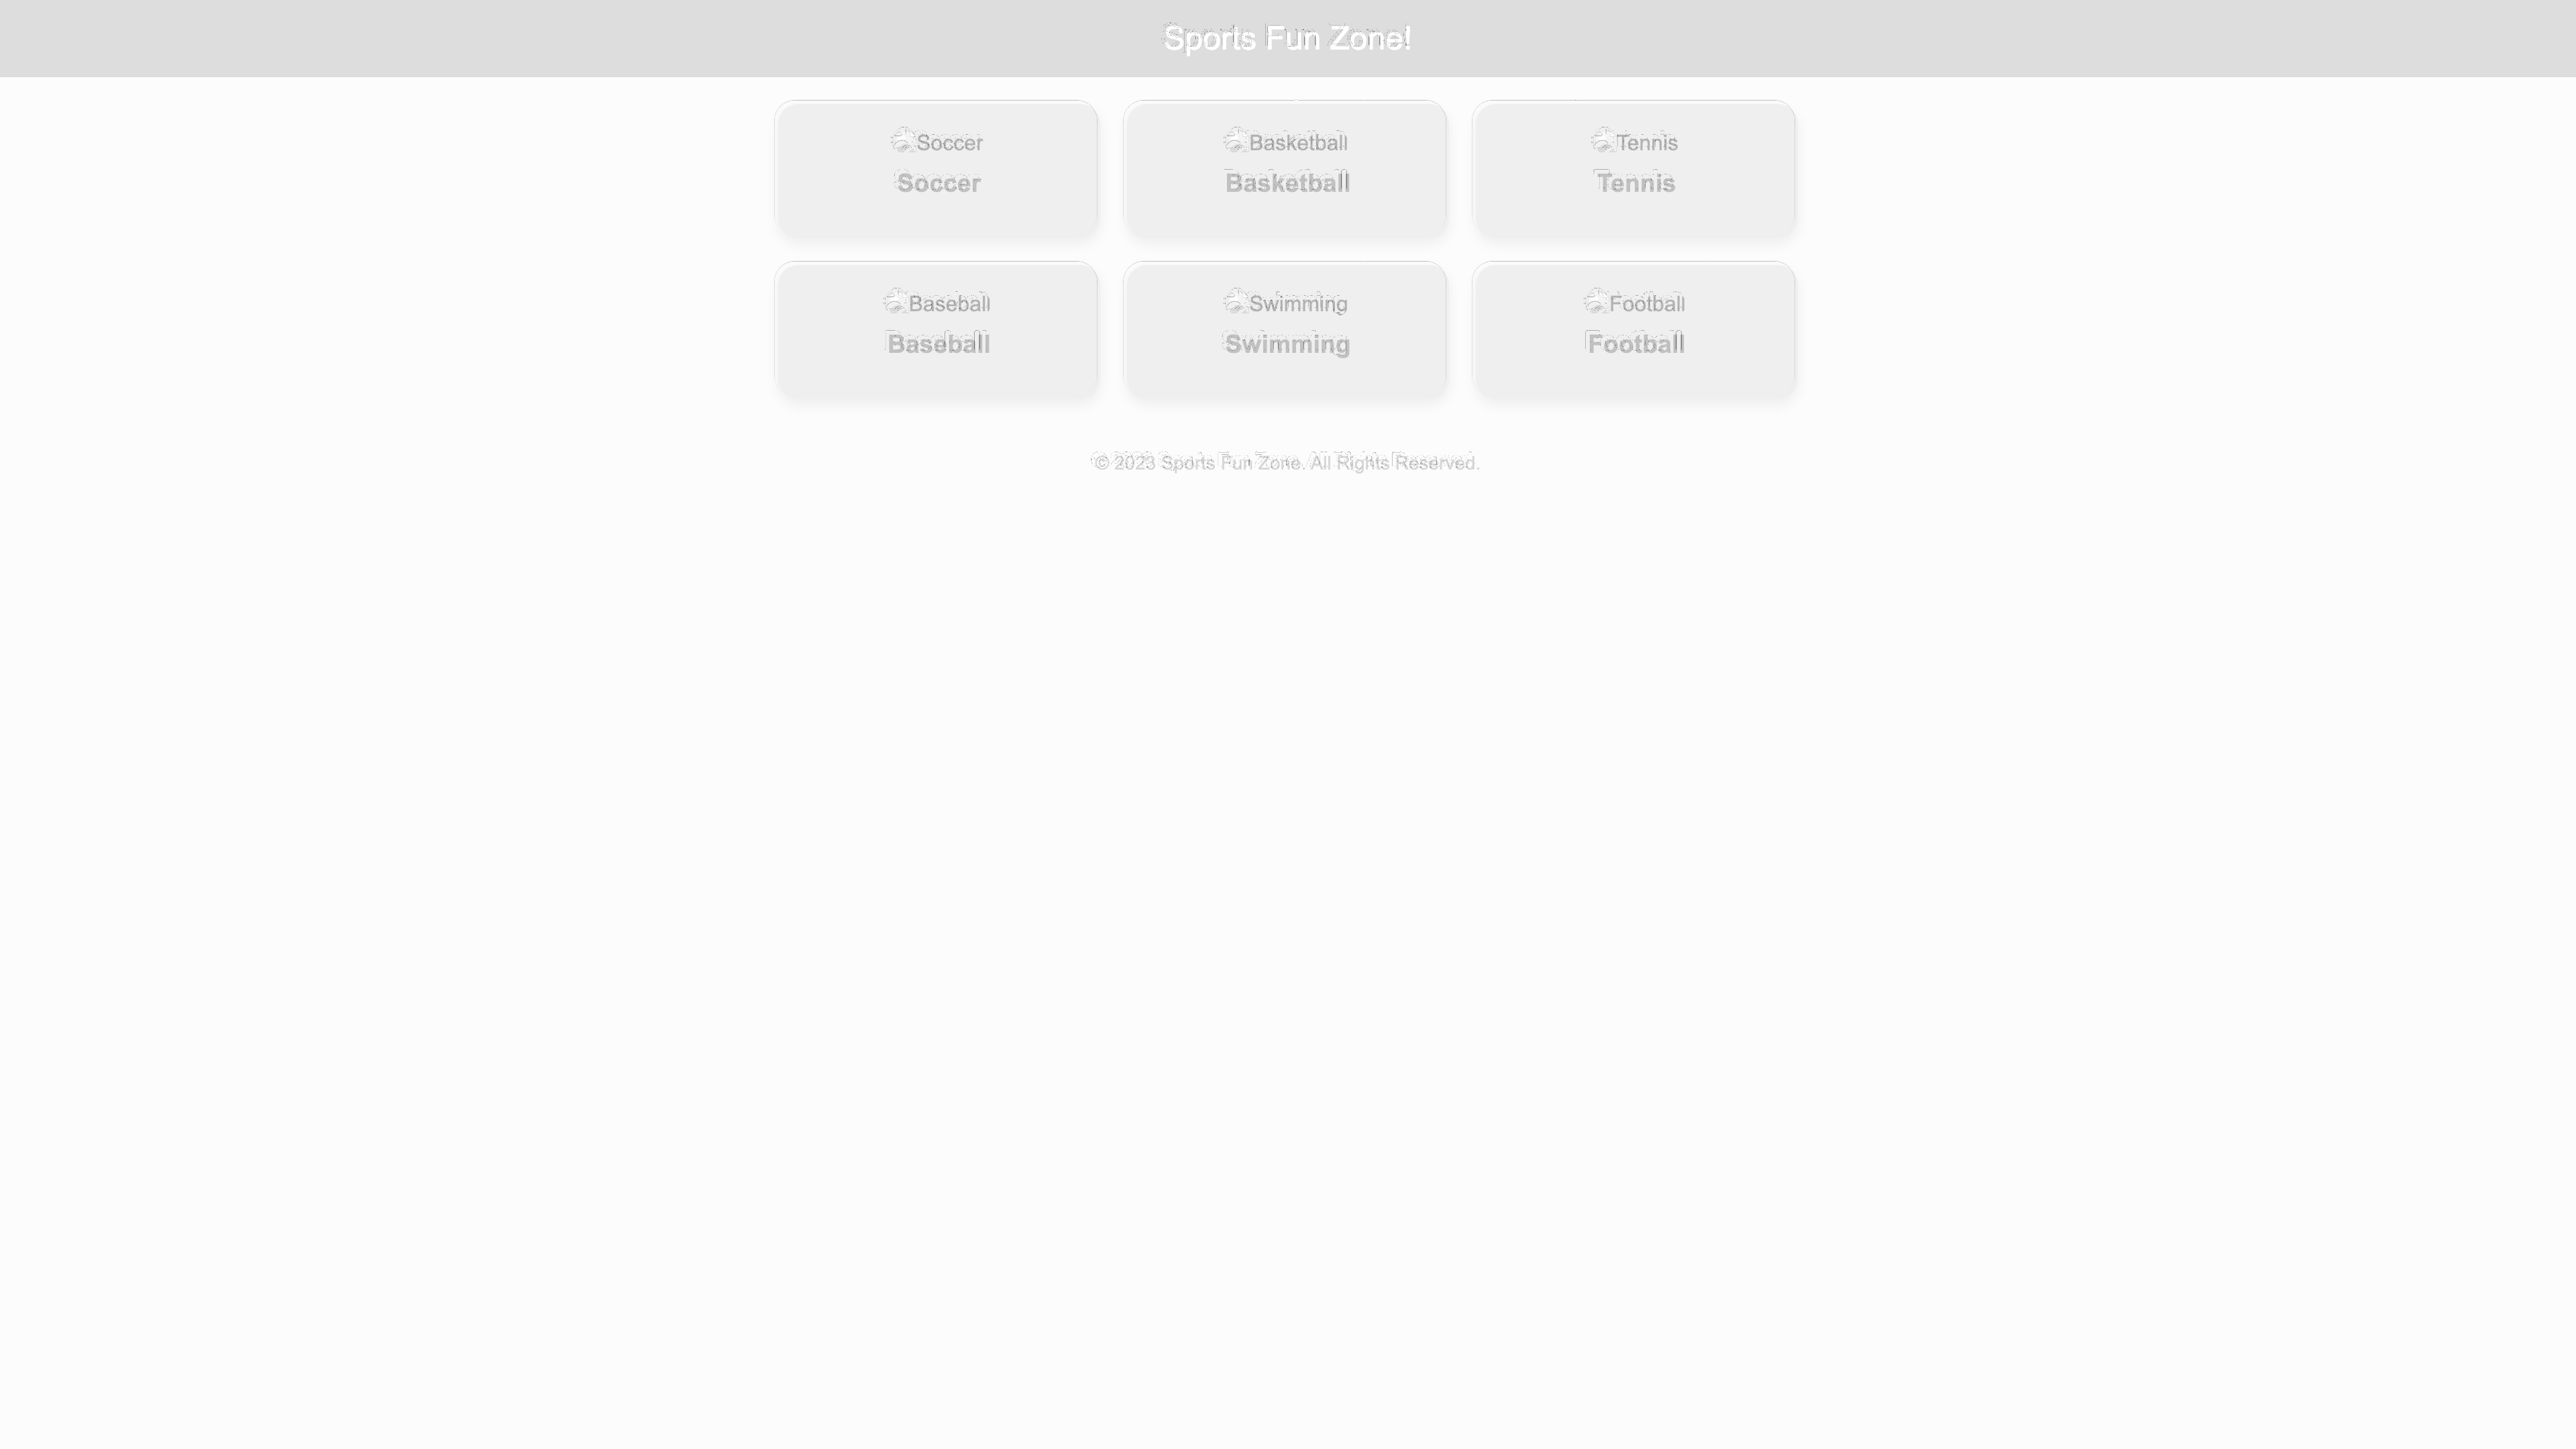 Sports Fun Zone!
Soccer
Basketball
Tennis
Soccer
Basketball
Tennis
Baseball
Swimming
Football
Baseball
Swimming
Football
© 2023 Sports Fun Zone. All Rights Reserved.